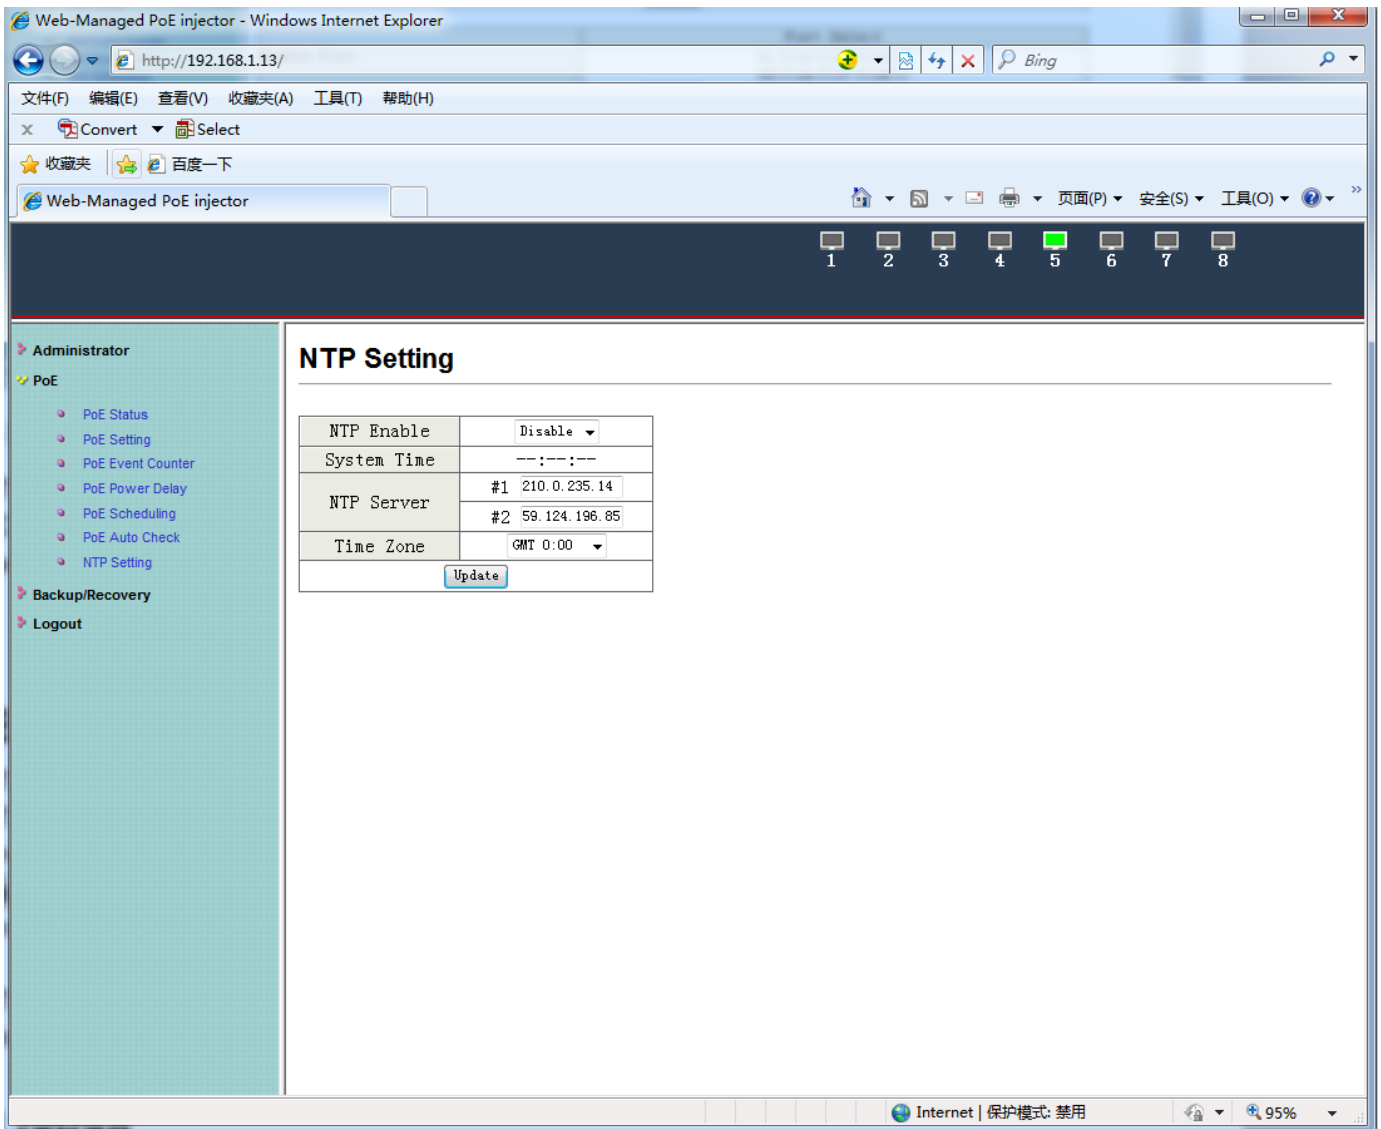 Web-Managed PoE injector - Windows Internet Explorer
http://192.168.1.13/
Bing
文件(F) 编辑(E) 查看(V) 收藏夹(A) 工具(T) 帮助(H)
x Convert Select
收藏夹 百度一下
Web-Managed PoE injector
页面(P) 安全(S) 工具(O)
1 2 3 4 5 6 7 8
Administrator
PoE
PoE Status
PoE Setting
PoE Event Counter
PoE Power Delay
PoE Scheduling
PoE Auto Check
NTP Setting
Backup/Recovery
Logout
NTP Setting
NTP Enable Disable
System Time --:--:--
NTP Server #1 210.0.235.14
#2 59.124.196.85
Time Zone GMT 0:00
Update
Internet | 保护模式: 禁用
95%